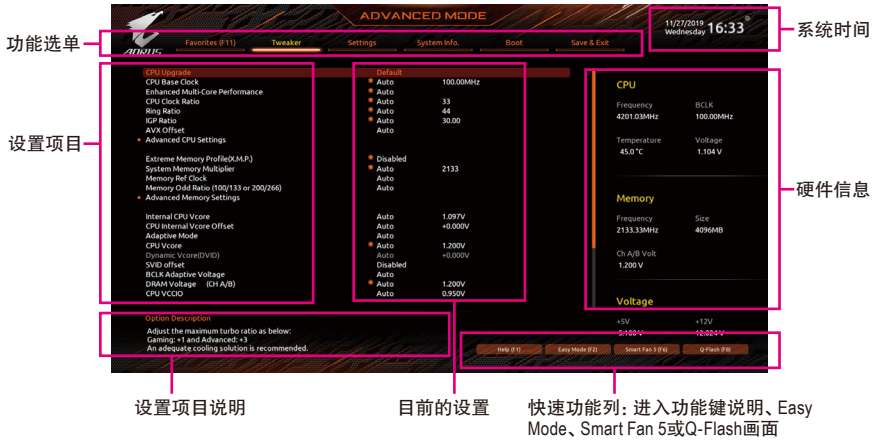 ADVANCED MODE
11/27/2019 16:33
Wednesday
系统时间
AORUS
功能选单
Favorites (F11) Tweaker Settings System Info. Boot Save & Exit
设置项目
CPU Upgrade Default
CPU Base Clock Auto 100.00MHz
Enhanced Multi-Core Performance Auto
CPU Clock Ratio Auto 33
Ring Ratio Auto 44
IGP Ratio Auto 30.00
AVX Offset Auto
Advanced CPU Settings
Extreme Memory Profile(X.M.P.) Disabled
System Memory Multiplier Auto 2133
Memory Ref Clock Auto
Memory Odd Ratio (100/133 or 200/266) Auto
Advanced Memory Settings
Internal CPU Vcore Auto 1.097V
CPU Internal Vcore Offset Auto +0.000V
Adaptive Mode Auto
CPU Vcore Auto 1.200V
Dynamic Vcore(DVID) Auto +0.000V
SVID offset Disabled
BCLK Adaptive Voltage Auto
DRAM Voltage (CH A/B) Auto 1.200V
CPU VCCIO Auto 0.950V
CPU
Frequency BCLK
4201.03MHz 100.00MHz
Temperature Voltage
45.0 °C 1.104 V
Memory
Frequency Size
2133.33MHz 4096MB
Ch A/B Volt
1.200 V
Voltage
+5V +12V
5.100 V 12.024 V
硬件信息
Option Description
Adjust the maximum turbo ratio as below:
Gaming: +1 and Advanced: +3
An adequate cooling solution is recommended.
Help (F1) Easy Mode (F2) Smart Fan 5 (F6) Q-Flash (F8)
设置项目说明
目前的设置
快速功能列: 进入功能键说明、Easy
Mode、Smart Fan 5或Q-Flash画面